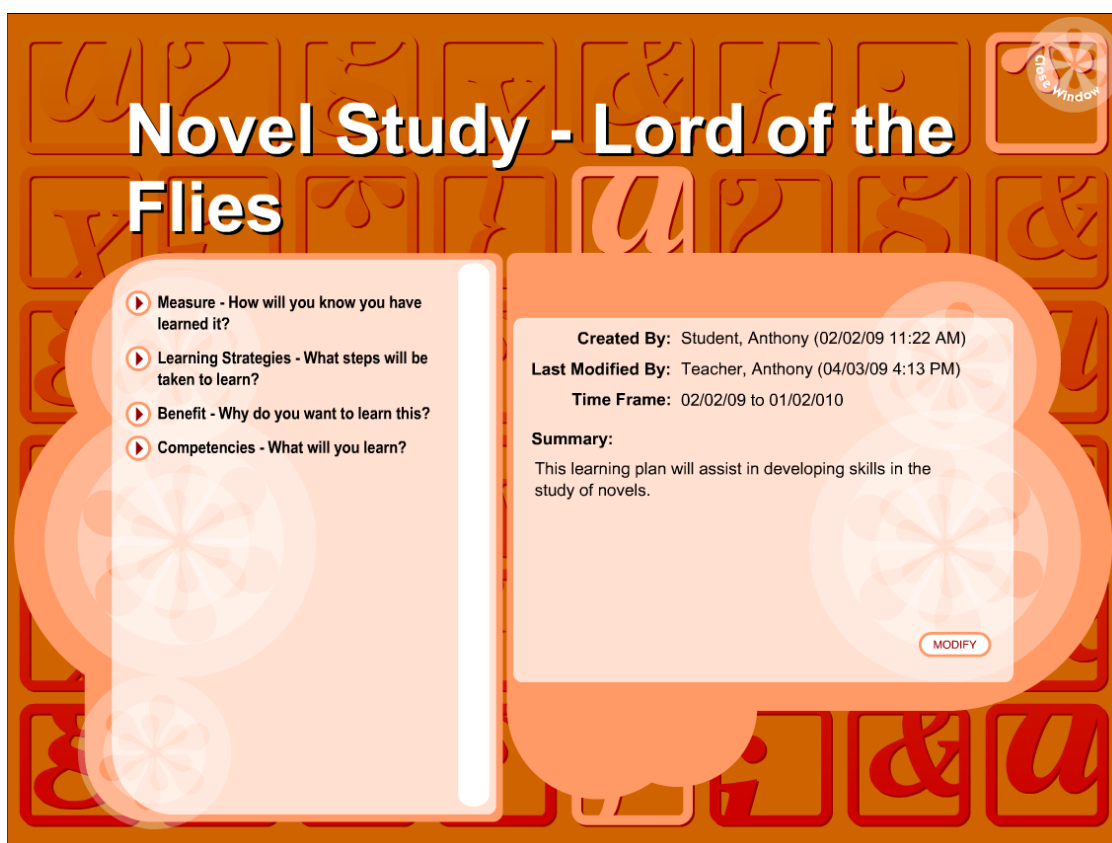 Close Window
Novel Study - Lord of the
Flies
Measure - How will you know you have
learned it?
Learning Strategies - What steps will be
taken to learn?
Benefit - Why do you want to learn this?
Competencies - What will you learn?
Created By: Student, Anthony (02/02/09 11:22 AM)
Last Modified By: Teacher, Anthony (04/03/09 4:13 PM)
Time Frame: 02/02/09 to 01/02/010
Summary:
This learning plan will assist in developing skills in the
study of novels.
MODIFY